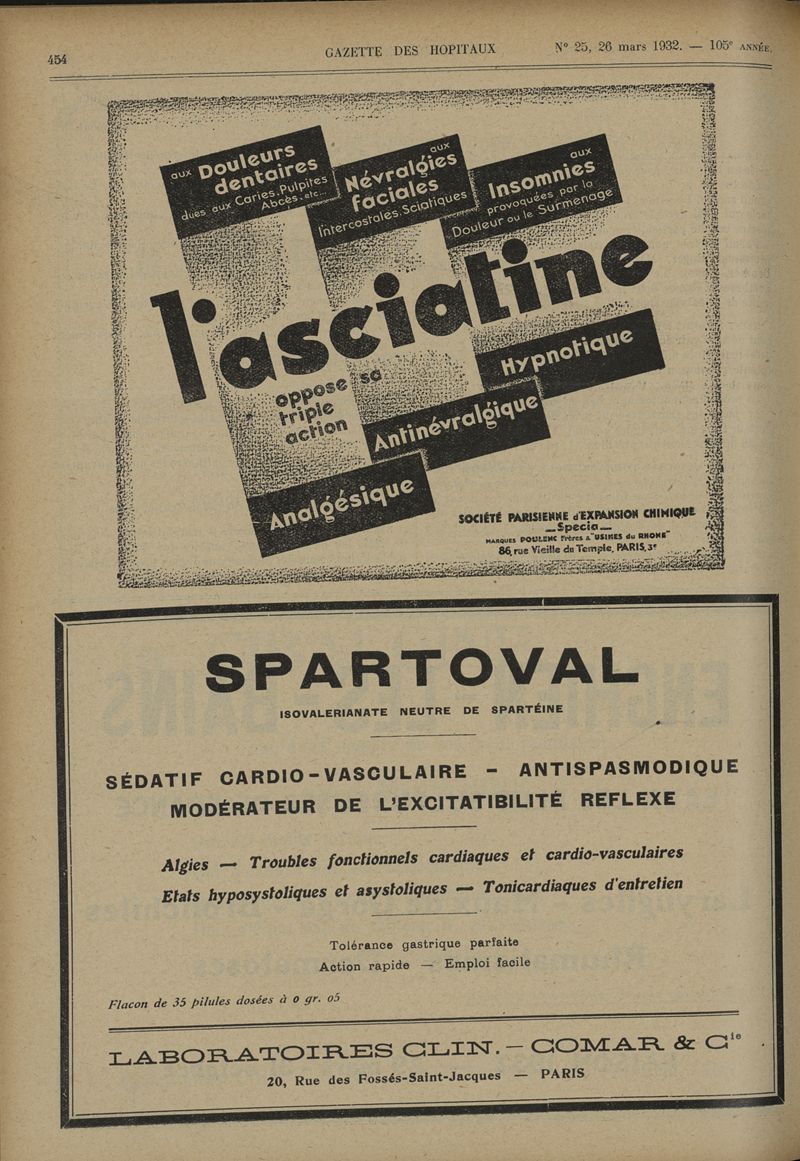 454
GAZETTE DES HOPITAUX
N° 25, 26 mars 1932. — 105e ANNÉE.
aux Douleurs
dentaires
dues aux Caries. Pulpites
Abcès. etc...
aux
Névralgies
faciales
Intercostales. Sciatiques
aux
Insomnies
provoquées par la
Douleur ou le Surmenage
l'asciatine
oppose sa
triple
action
Hypnotique
Antinévralgique
Analgésique
SOCIÉTÉ PARISIENNE d'EXPANSION CHIMIQUE
_Specia_
MARQUES POULENC Frères & "USINES du RHONE"
86, rue Vieille du Temple. PARIS, 3e
SPARTOVAL
ISOVALERIANATE NEUTRE DE SPARTÉINE
SÉDATIF CARDIO-VASCULAIRE - ANTISPASMODIQUE
MODÉRATEUR DE L'EXCITATIBILITÉ REFLEXE
Algies — Troubles fonctionnels cardiaques et cardio-vasculaires
Etats hyposystoliques et asystoliques — Tonicardiaques d'entretien
Tolérance gastrique parfaite
Action rapide — Emploi facile
Flacon de 35 pilules dosées à 0 gr. 05
LABORATOIRES CLIN. — COMAR & Cie
20, Rue des Fossés-Saint-Jacques — PARIS